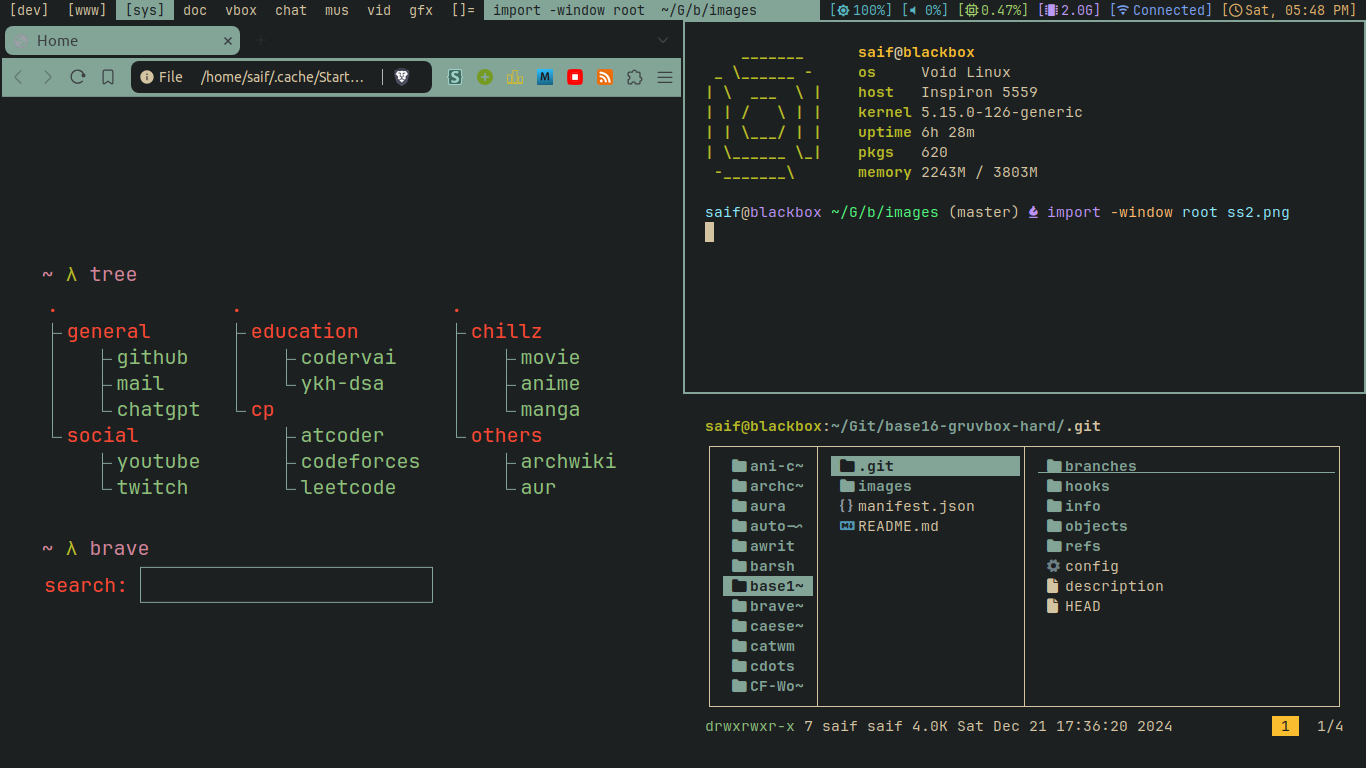 [dev] [www] [sys] doc vbox chat mus vid gfx []= import -window root ~/G/b/images [100%] [0%] [0.47%] [2.0G] [Connected] [Sat, 05:48 PM]
Home
File /home/saif/.cache/Start...
~ λ tree
. . .
general education chillz
github codervai movie
mail ykh-dsa anime
chatgpt cp manga
social atcoder others
youtube codeforces archwiki
twitch leetcode aur
~ λ brave
search:
saif@blackbox
os Void Linux
host Inspiron 5559
kernel 5.15.0-126-generic
uptime 6h 28m
pkgs 620
memory 2243M / 3803M
saif@blackbox ~/G/b/images (master) import -window root ss2.png
saif@blackbox:~/Git/base16-gruvbox-hard/.git
ani-c~ .git branches
archc~ images hooks
aura manifest.json info
auto-~ README.md objects
awrit refs
barsh config
base1~ description
brave~ HEAD
caese~
catwm
cdots
CF-Wo~
drwxrwxr-x 7 saif saif 4.0K Sat Dec 21 17:36:20 2024 1 1/4